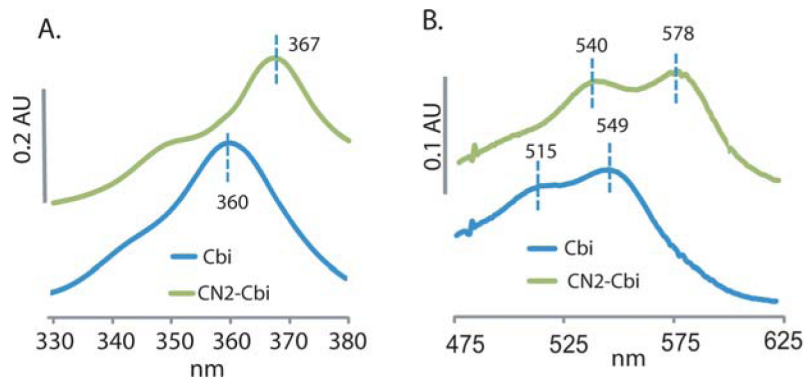 A.
367
0.2 AU
360
Cbi
CN2-Cbi
330 340 350 360 370 380
nm
B.
540 578
0.1 AU
515 549
Cbi
CN2-Cbi
475 525 575 625
nm